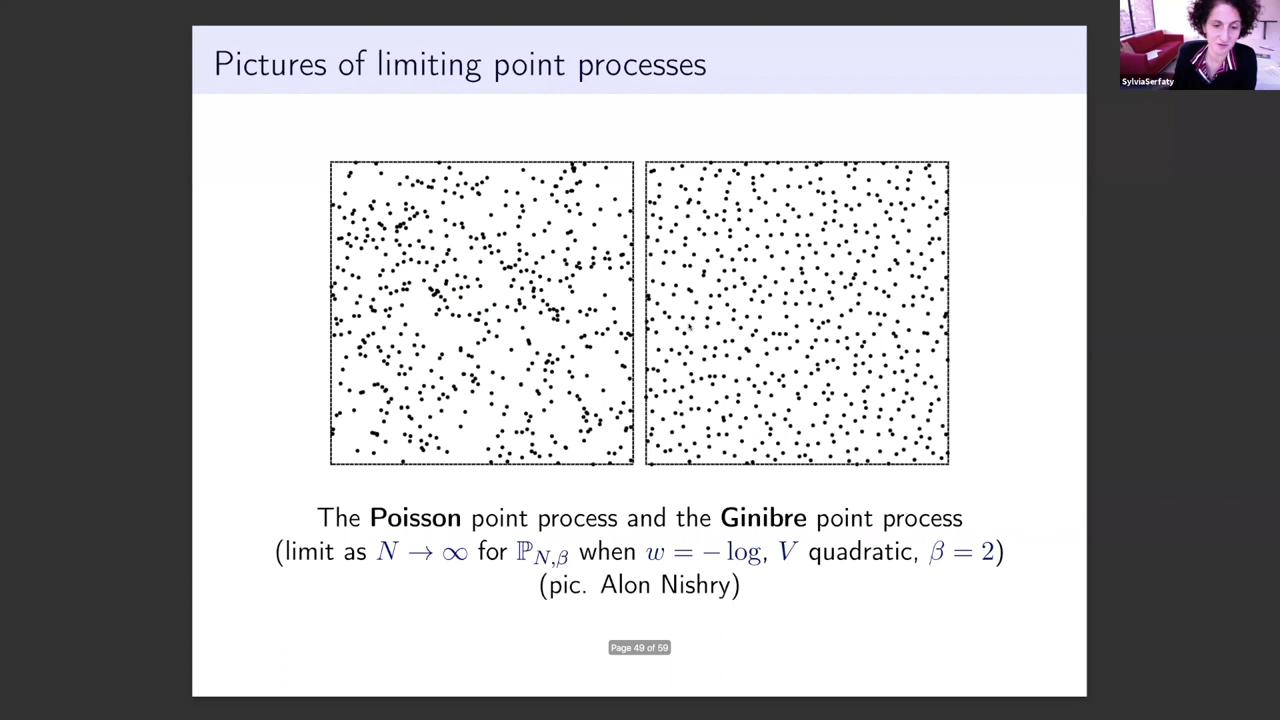 Pictures of limiting point processes
SylviaSerfaty
The Poisson point process and the Ginibre point process
(limit as N → ∞ for ℙ_{N,β} when w = − log, V quadratic, β = 2)
(pic. Alon Nishry)
Page 49 of 59